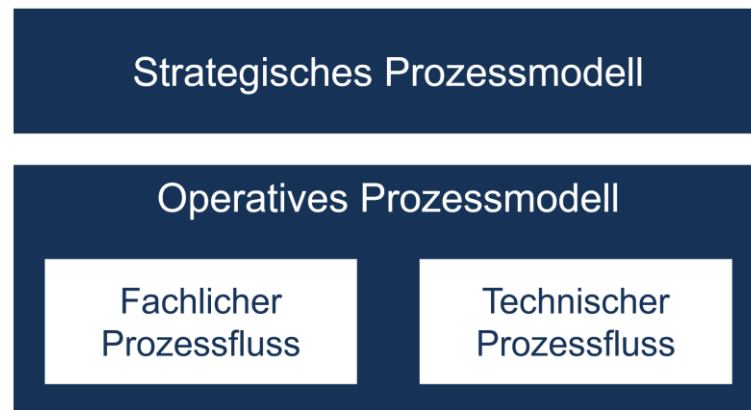 Strategisches Prozessmodell
Operatives Prozessmodell
Fachlicher
Prozessfluss
Technischer
Prozessfluss